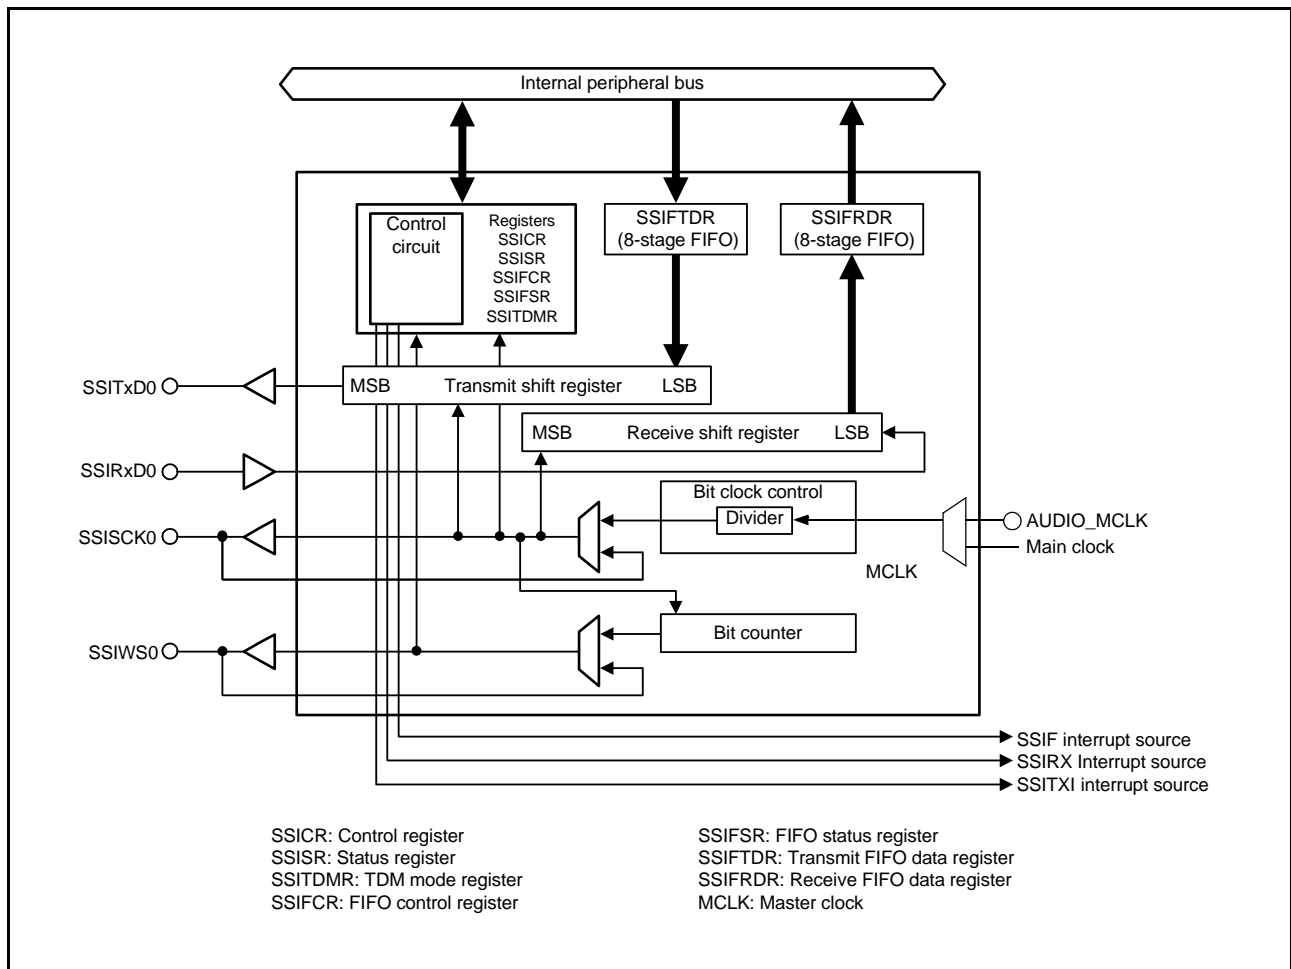 Internal peripheral bus
Control
circuit
Registers
SSICR
SSISR
SSIFCR
SSIFSR
SSITDMR
SSIFTDR
(8-stage FIFO)
SSIFRDR
(8-stage FIFO)
SSITxD0
MSB Transmit shift register LSB
MSB Receive shift register LSB
SSIRxD0
Bit clock control
Divider
SSISCK0
AUDIO_MCLK
Main clock
MCLK
Bit counter
SSIWS0
SSIF interrupt source
SSIRX Interrupt source
SSITXI interrupt source
SSICR: Control register
SSISR: Status register
SSITDMR: TDM mode register
SSIFCR: FIFO control register
SSIFSR: FIFO status register
SSIFTDR: Transmit FIFO data register
SSIFRDR: Receive FIFO data register
MCLK: Master clock